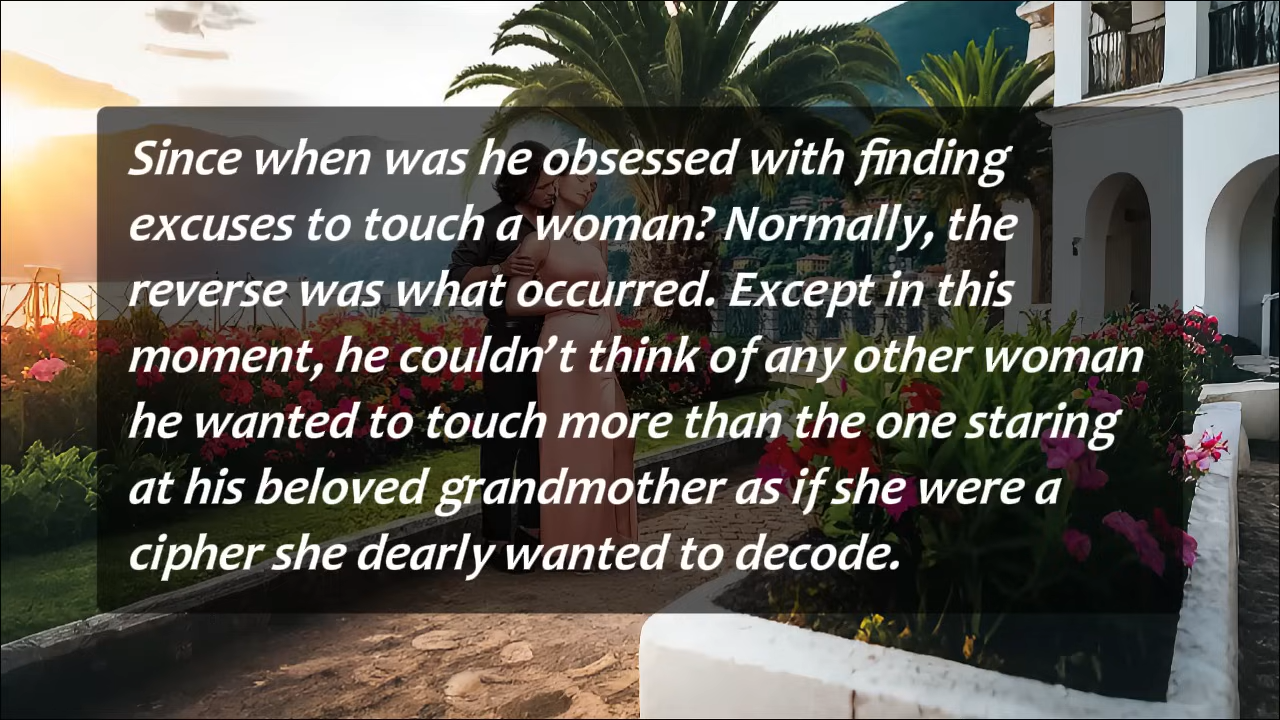 Since when was he obsessed with finding
excuses to touch a woman? Normally, the
reverse was what occurred. Except in this
moment, he couldn’t think of any other woman
he wanted to touch more than the one staring
at his beloved grandmother as if she were a
cipher she dearly wanted to decode.